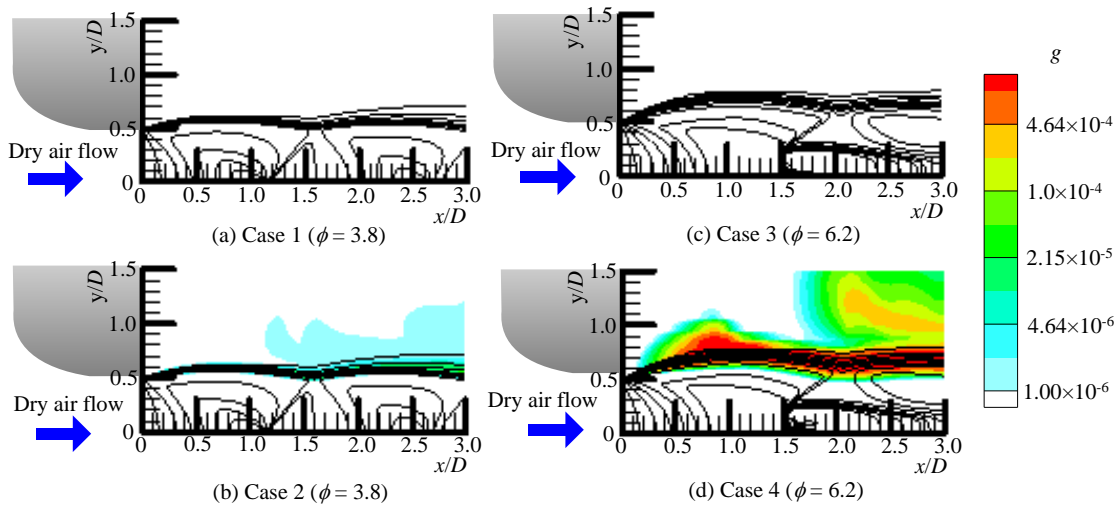 1.5
1.0
0.5
0
y/D
Dry air flow
0 0.5 1.0 1.5 2.0 2.5 3.0
x/D
(a) Case 1 (ϕ = 3.8)
1.5
1.0
0.5
0
y/D
Dry air flow
0 0.5 1.0 1.5 2.0 2.5 3.0
x/D
(c) Case 3 (ϕ = 6.2)
1.5
1.0
0.5
0
y/D
Dry air flow
0 0.5 1.0 1.5 2.0 2.5 3.0
x/D
(b) Case 2 (ϕ = 3.8)
1.5
1.0
0.5
0
y/D
Dry air flow
0 0.5 1.0 1.5 2.0 2.5 3.0
x/D
(d) Case 4 (ϕ = 6.2)
g
4.64×10⁻⁴
1.0×10⁻⁴
2.15×10⁻⁵
4.64×10⁻⁶
1.00×10⁻⁶